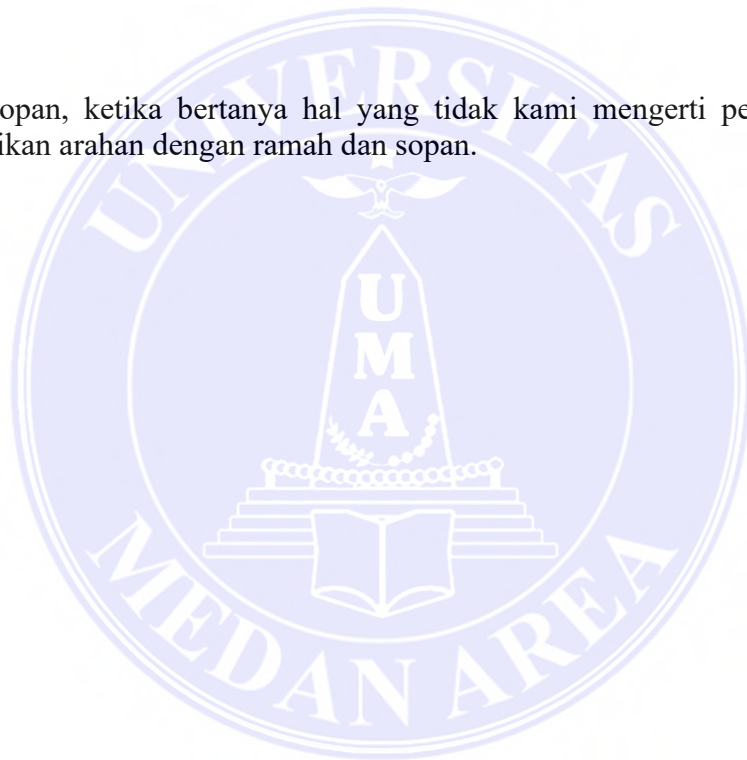 opan, ketika bertanya hal yang tidak kami mengerti pe
ikan arahan dengan ramah dan sopan.
UNIVERSITAS
U
M
A
MEDAN AREA